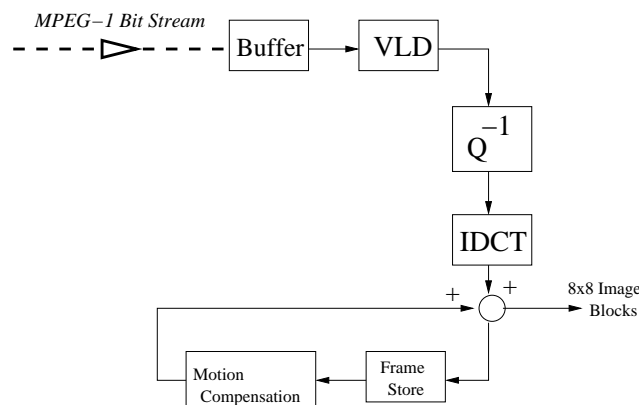 MPEG−1 Bit Stream
Buffer
VLD
Q−1
IDCT
+ +
8x8 Image
Blocks
Motion
Compensation
Frame
Store